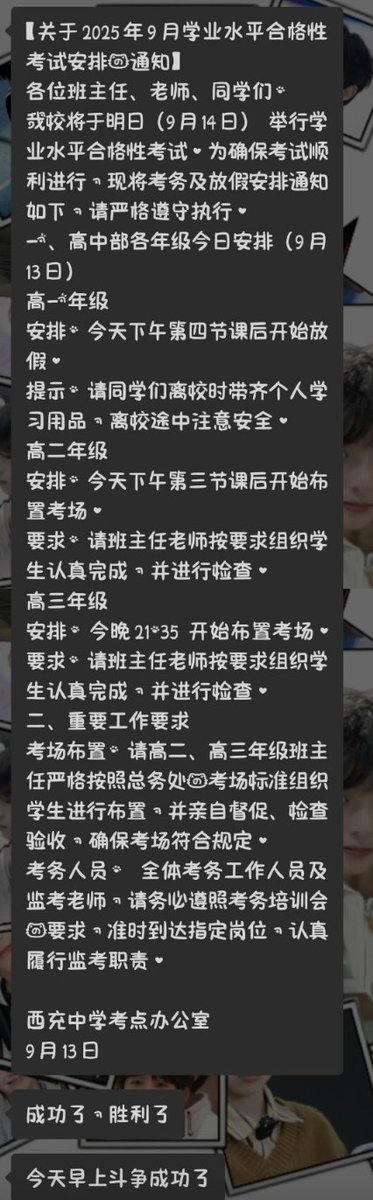 【关于2025年9月学业水平合格性
考试安排的通知】
各位班主任、老师、同学们：
我校将于明日（9月14日） 举行学
业水平合格性考试。为确保考试顺
利进行，现将考务及放假安排通知
如下，请严格遵守执行。
一、高中部各年级今日安排（9月
13日）
高一年级
安排：今天下午第四节课后开始放
假。
提示：请同学们离校时带齐个人学
习用品，离校途中注意安全。
高二年级
安排：今天下午第三节课后开始布
置考场。
要求：请班主任老师按要求组织学
生认真完成，并进行检查。
高三年级
安排：今晚21:35 开始布置考场。
要求：请班主任老师按要求组织学
生认真完成，并进行检查。
二、重要工作要求
考场布置：请高二、高三年级班主
任严格按照总务处的考场标准组织
学生进行布置，并亲自督促、检查
验收，确保考场符合规定。
考务人员： 全体考务工作人员及
监考老师，请务必遵照考务培训会
的要求，准时到达指定岗位，认真
履行监考职责。
西充中学考点办公室
9月13日
成功了，胜利了
今天早上斗争成功了